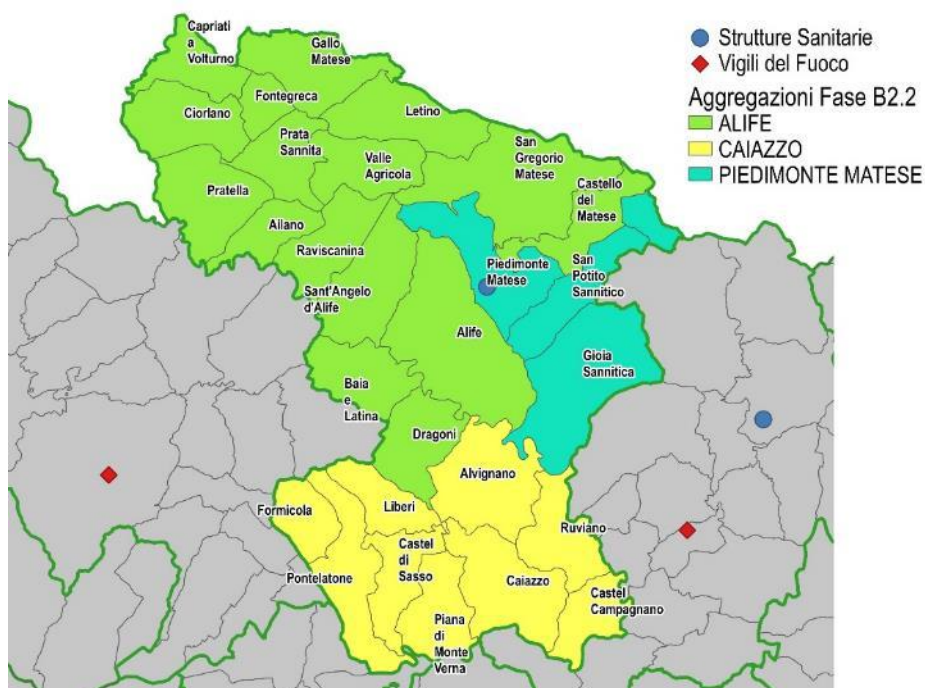 Capriati
a
Volturno
Gallo
Matese
Fontegreca
Ciorlano
Letino
Prata
Sannita
San
Gregorio
Matese
Valle
Agricola
Castello
del
Matese
Pratella
Ailano
Raviscanina
Piedimonte
Matese
San
Potito
Sannitico
Sant'Angelo
d'Alife
Alife
Gioia
Sannitica
Baia
e
Latina
Dragoni
Alvignano
Formicola
Liberi
Ruviano
Castel
di
Sasso
Pontelatone
Caiazzo
Castel
Campagnano
Piana
di
Monte
Verna
Strutture Sanitarie
Vigili del Fuoco
Aggregazioni Fase B2.2
ALIFE
CAIAZZO
PIEDIMONTE MATESE